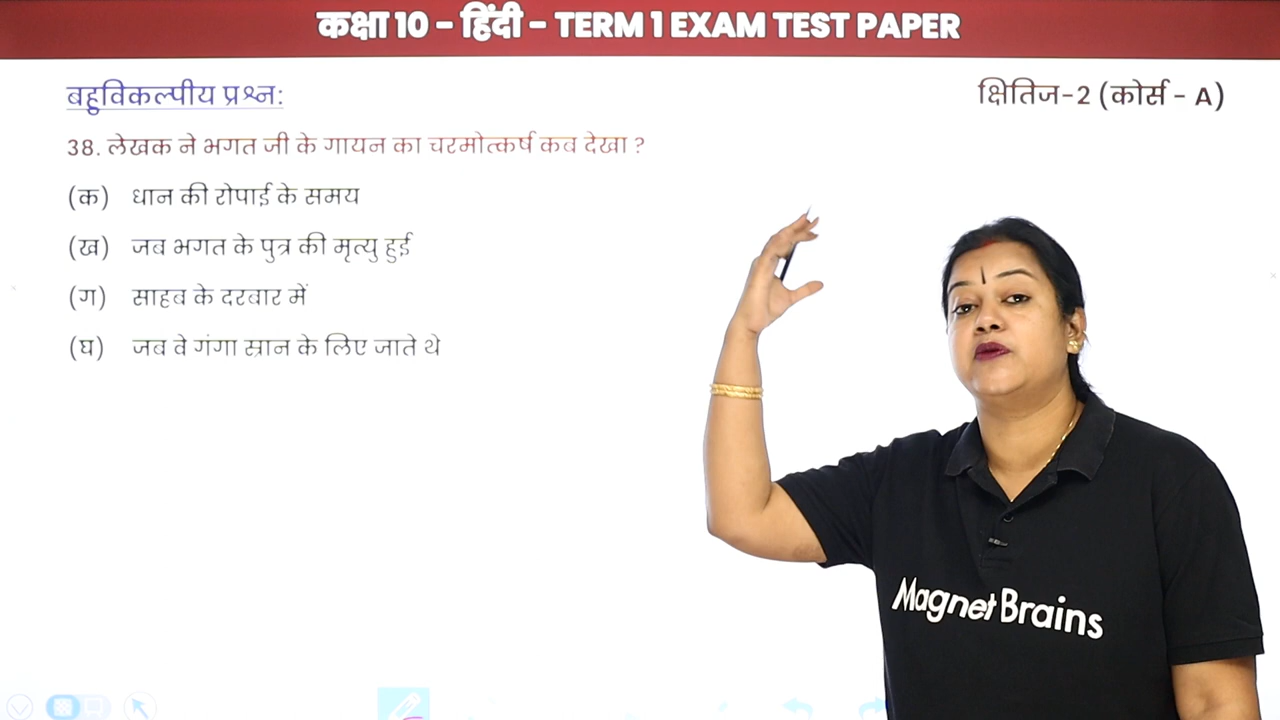 कक्षा 10 - हिंदी - TERM 1 EXAM TEST PAPER
बहुविकल्पीय प्रश्न:
क्षितिज-2 (कोर्स - A)
38. लेखक ने भगत जी के गायन का चरमोत्कर्ष कब देखा ?
(क) धान की रोपाई के समय
(ख) जब भगत के पुत्र की मृत्यु हुई
(ग) साहब के दरबार में
(घ) जब वे गंगा स्नान के लिए जाते थे
Magnet Brains